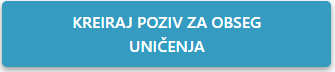 KREIRAJ POZIV ZA OBSEG
UNIČENJA